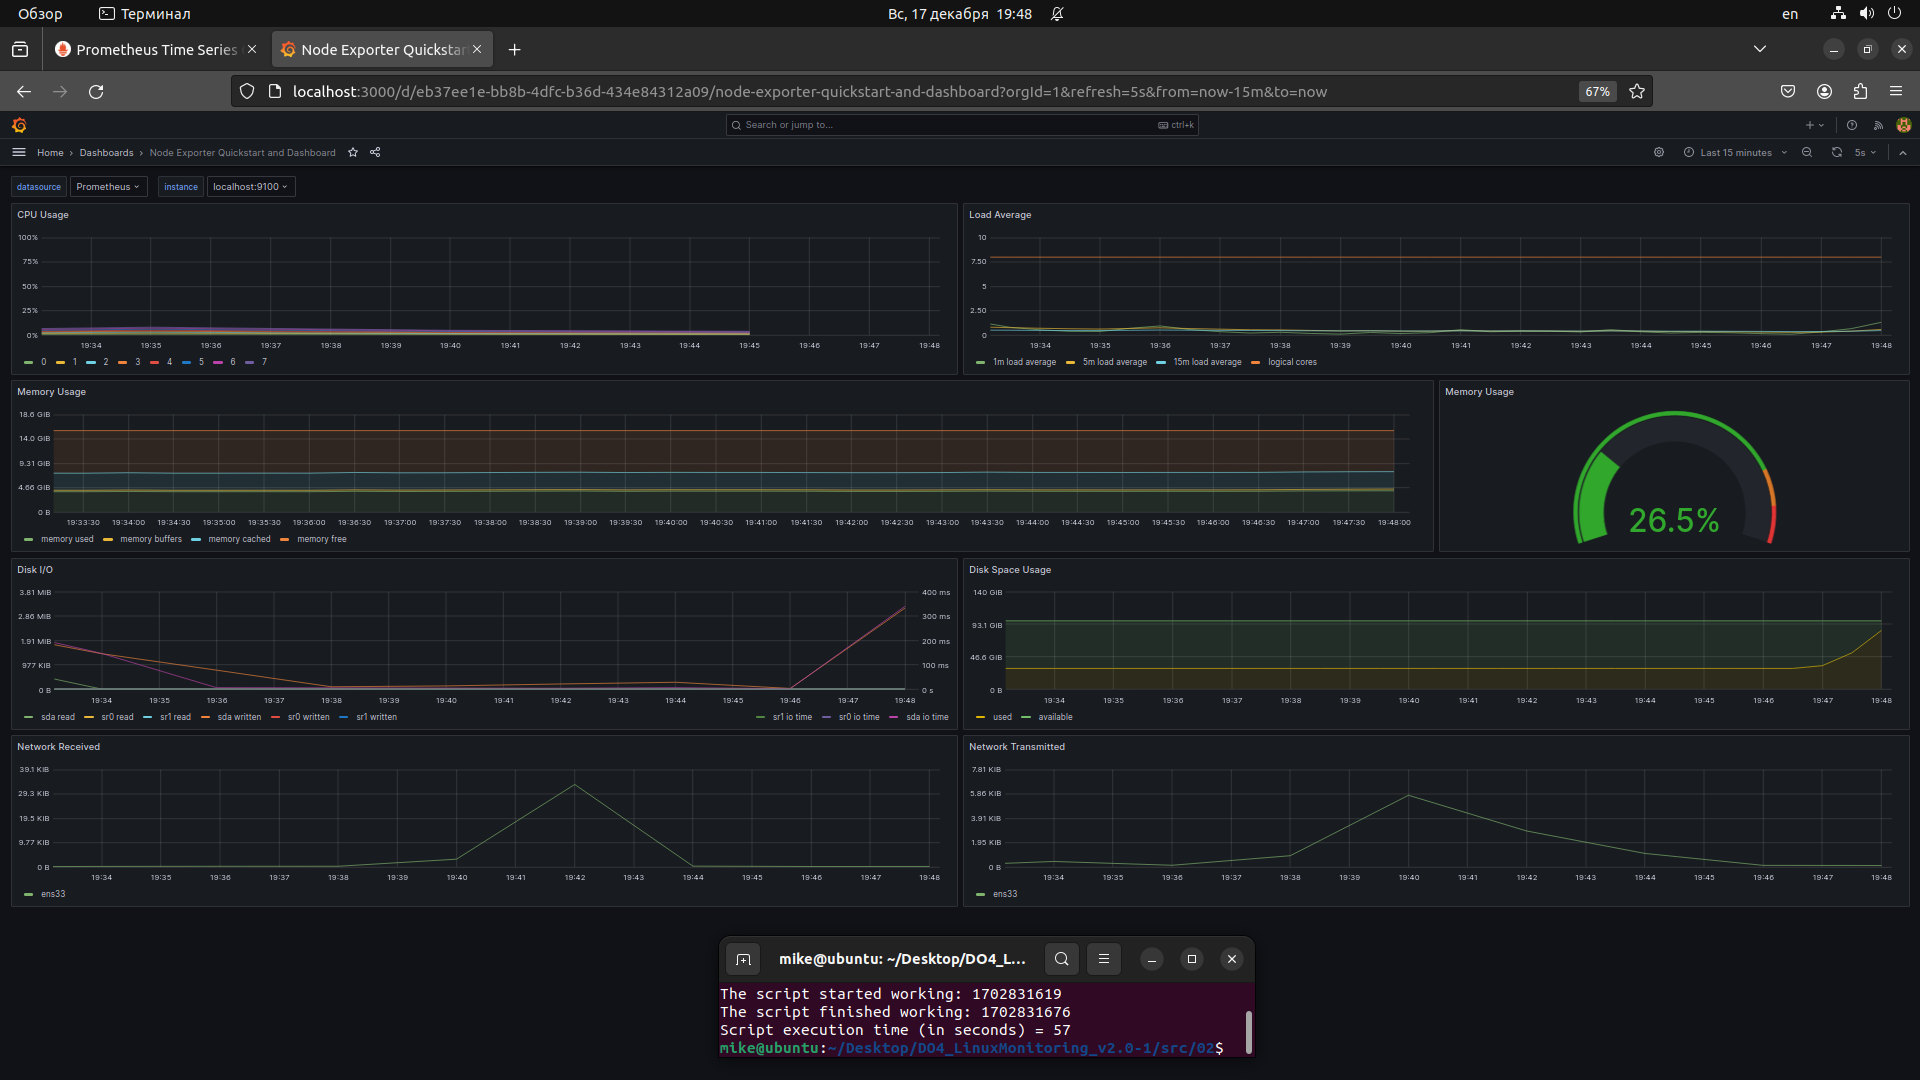 Обзор Терминал Вс, 17 декабря 19:48 en
Prometheus Time Series Node Exporter Quickstar
localhost:3000/d/eb37ee1e-bb8b-4dfc-b36d-434e84312a09/node-exporter-quickstart-and-dashboard?orgId=1&refresh=5s&from=now-15m&to=now 67%
Search or jump to... ctrl+k
Home › Dashboards › Node Exporter Quickstart and Dashboard Last 15 minutes 5s
datasource Prometheus instance localhost:9100
CPU Usage
100%
75%
50%
25%
0%
19:34 19:35 19:36 19:37 19:38 19:39 19:40 19:41 19:42 19:43 19:44 19:45 19:46 19:47 19:48
0 1 2 3 4 5 6 7
Load Average
10
7.50
5
2.50
0
19:34 19:35 19:36 19:37 19:38 19:39 19:40 19:41 19:42 19:43 19:44 19:45 19:46 19:47 19:48
1m load average 5m load average 15m load average logical cores
Memory Usage
18.6 GiB
14.0 GiB
9.31 GiB
4.66 GiB
0 B
19:33:30 19:34:00 19:34:30 19:35:00 19:35:30 19:36:00 19:36:30 19:37:00 19:37:30 19:38:00 19:38:30 19:39:00 19:39:30 19:40:00 19:40:30 19:41:00 19:41:30 19:42:00 19:42:30 19:43:00 19:43:30 19:44:00 19:44:30 19:45:00 19:45:30 19:46:00 19:46:30 19:47:00 19:47:30 19:48:00
memory used memory buffers memory cached memory free
Memory Usage
26.5%
Disk I/O
3.81 MiB 400 ms
2.86 MiB 300 ms
1.91 MiB 200 ms
977 KiB 100 ms
0 B 0 s
19:34 19:35 19:36 19:37 19:38 19:39 19:40 19:41 19:42 19:43 19:44 19:45 19:46 19:47 19:48
sda read sr0 read sr1 read sda written sr0 written sr1 written sr1 io time sr0 io time sda io time
Disk Space Usage
140 GiB
93.1 GiB
46.6 GiB
0 B
19:34 19:35 19:36 19:37 19:38 19:39 19:40 19:41 19:42 19:43 19:44 19:45 19:46 19:47 19:48
used available
Network Received
39.1 KiB
29.3 KiB
19.5 KiB
9.77 KiB
0 B
19:34 19:35 19:36 19:37 19:38 19:39 19:40 19:41 19:42 19:43 19:44 19:45 19:46 19:47 19:48
ens33
Network Transmitted
7.81 KiB
5.86 KiB
3.91 KiB
1.95 KiB
0 B
19:34 19:35 19:36 19:37 19:38 19:39 19:40 19:41 19:42 19:43 19:44 19:45 19:46 19:47 19:48
ens33
mike@ubuntu: ~/Desktop/DO4_L...
The script started working: 1702831619
The script finished working: 1702831676
Script execution time (in seconds) = 57
mike@ubuntu:~/Desktop/DO4_LinuxMonitoring_v2.0-1/src/02$